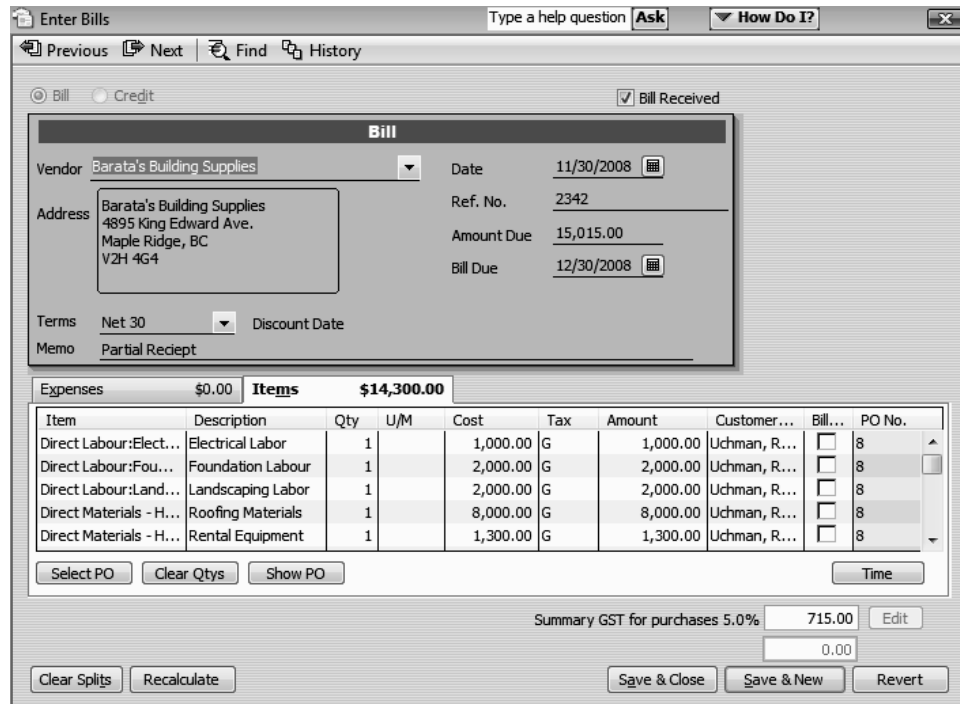 Enter Bills Type a help question Ask How Do I?
Previous Next Find History
Bill Credit Bill Received
Bill
Vendor Barata's Building Supplies Date 11/30/2008
Address Barata's Building Supplies Ref. No. 2342
4895 King Edward Ave.
Maple Ridge, BC Amount Due 15,015.00
V2H 4G4 Bill Due 12/30/2008
Terms Net 30 Discount Date
Memo Partial Reciept
Expenses $0.00 Items $14,300.00
Item Description Qty U/M Cost Tax Amount Customer... Bill... PO No.
Direct Labour:Elect... Electrical Labor 1 1,000.00 G 1,000.00 Uchman, R... 8
Direct Labour:Fou... Foundation Labour 1 2,000.00 G 2,000.00 Uchman, R... 8
Direct Labour:Land... Landscaping Labor 1 2,000.00 G 2,000.00 Uchman, R... 8
Direct Materials - H... Roofing Materials 1 8,000.00 G 8,000.00 Uchman, R... 8
Direct Materials - H... Rental Equipment 1 1,300.00 G 1,300.00 Uchman, R... 8
Select PO Clear Qtys Show PO Time
Summary GST for purchases 5.0% 715.00 Edit
0.00
Clear Splits Recalculate Save & Close Save & New Revert